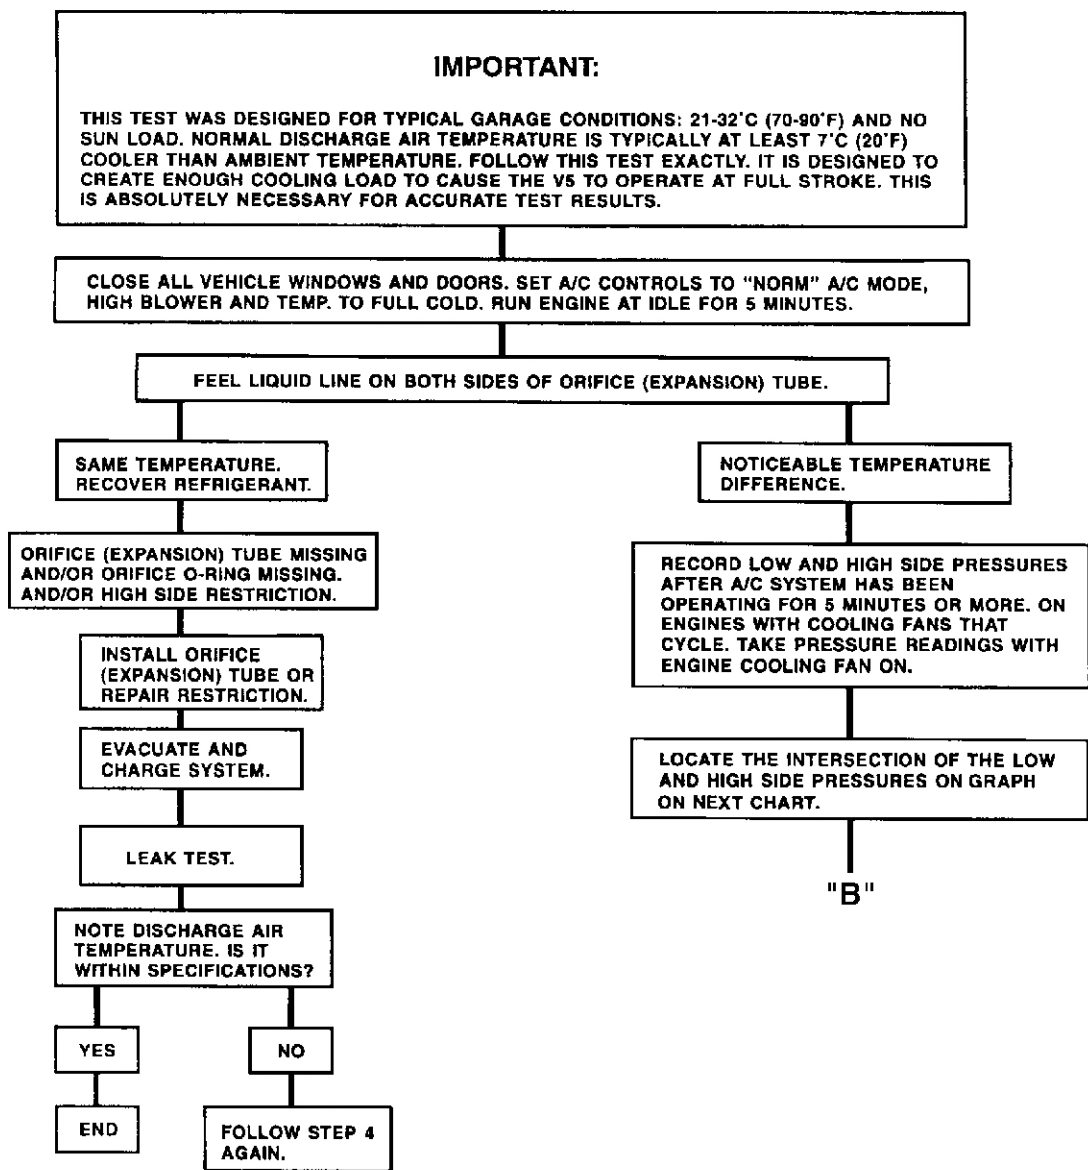 IMPORTANT:
THIS TEST WAS DESIGNED FOR TYPICAL GARAGE CONDITIONS: 21-32°C (70-90°F) AND NO
SUN LOAD. NORMAL DISCHARGE AIR TEMPERATURE IS TYPICALLY AT LEAST 7°C (20°F)
COOLER THAN AMBIENT TEMPERATURE. FOLLOW THIS TEST EXACTLY. IT IS DESIGNED TO
CREATE ENOUGH COOLING LOAD TO CAUSE THE V5 TO OPERATE AT FULL STROKE. THIS
IS ABSOLUTELY NECESSARY FOR ACCURATE TEST RESULTS.
CLOSE ALL VEHICLE WINDOWS AND DOORS. SET A/C CONTROLS TO "NORM" A/C MODE,
HIGH BLOWER AND TEMP. TO FULL COLD. RUN ENGINE AT IDLE FOR 5 MINUTES.
FEEL LIQUID LINE ON BOTH SIDES OF ORIFICE (EXPANSION) TUBE.
SAME TEMPERATURE.
RECOVER REFRIGERANT.
ORIFICE (EXPANSION) TUBE MISSING
AND/OR ORIFICE O-RING MISSING.
AND/OR HIGH SIDE RESTRICTION.
INSTALL ORIFICE
(EXPANSION) TUBE OR
REPAIR RESTRICTION.
EVACUATE AND
CHARGE SYSTEM.
LEAK TEST.
NOTE DISCHARGE AIR
TEMPERATURE. IS IT
WITHIN SPECIFICATIONS?
YES
NO
END
FOLLOW STEP 4
AGAIN.
NOTICEABLE TEMPERATURE
DIFFERENCE.
RECORD LOW AND HIGH SIDE PRESSURES
AFTER A/C SYSTEM HAS BEEN
OPERATING FOR 5 MINUTES OR MORE. ON
ENGINES WITH COOLING FANS THAT
CYCLE. TAKE PRESSURE READINGS WITH
ENGINE COOLING FAN ON.
LOCATE THE INTERSECTION OF THE LOW
AND HIGH SIDE PRESSURES ON GRAPH
ON NEXT CHART.
"B"